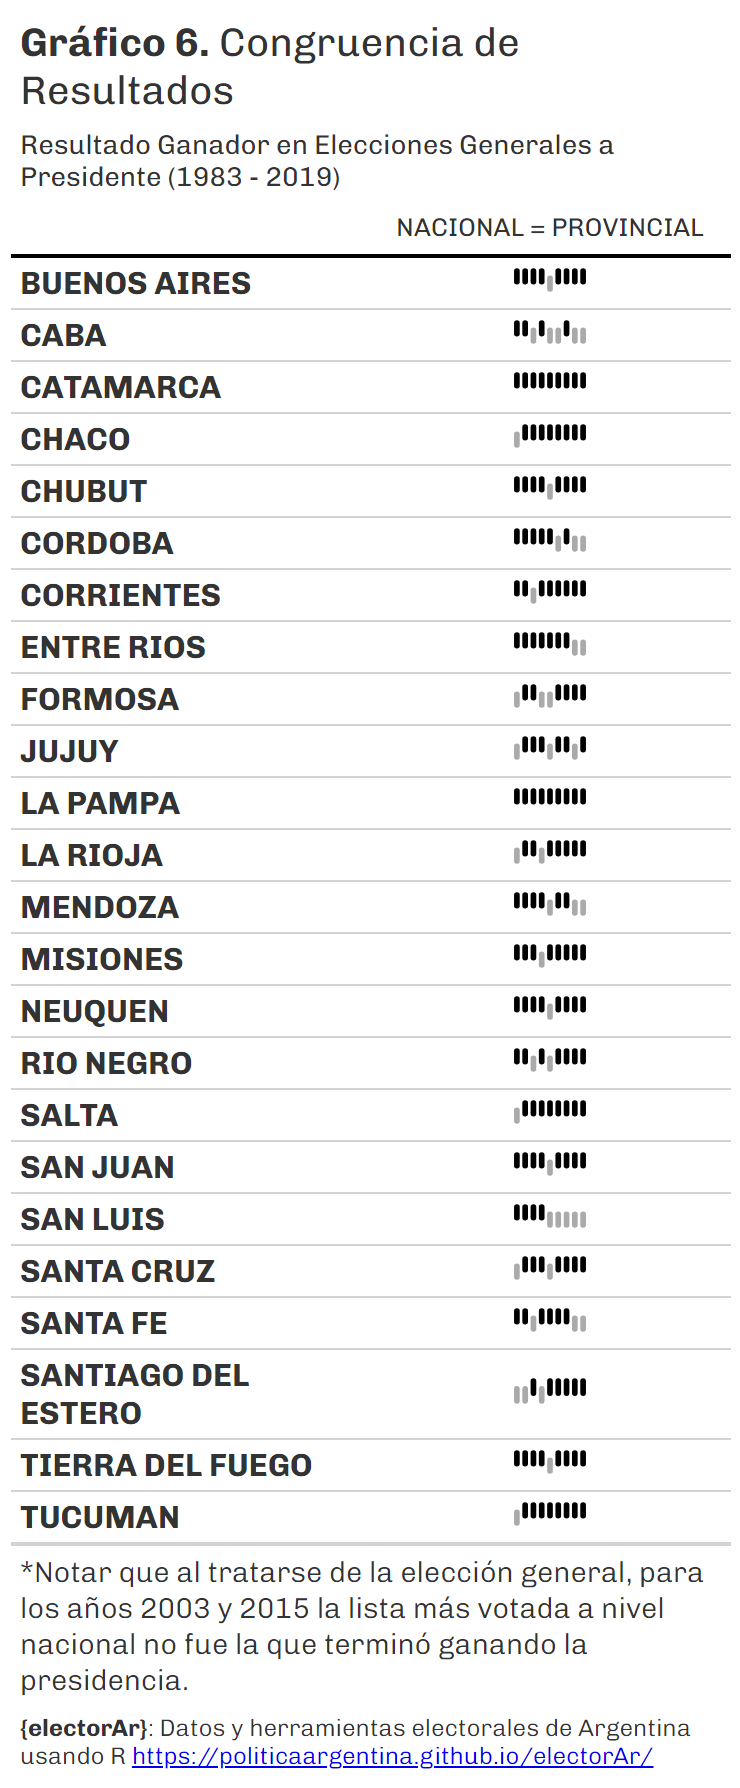 Gráfico 6. Congruencia de
Resultados
Resultado Ganador en Elecciones Generales a
Presidente (1983 - 2019)
NACIONAL = PROVINCIAL
BUENOS AIRES
CABA
CATAMARCA
CHACO
CHUBUT
CORDOBA
CORRIENTES
ENTRE RIOS
FORMOSA
JUJUY
LA PAMPA
LA RIOJA
MENDOZA
MISIONES
NEUQUEN
RIO NEGRO
SALTA
SAN JUAN
SAN LUIS
SANTA CRUZ
SANTA FE
SANTIAGO DEL
ESTERO
TIERRA DEL FUEGO
TUCUMAN
*Notar que al tratarse de la elección general, para
los años 2003 y 2015 la lista más votada a nivel
nacional no fue la que terminó ganando la
presidencia.
{electorAr}: Datos y herramientas electorales de Argentina
usando R https://politicaargentina.github.io/electorAr/